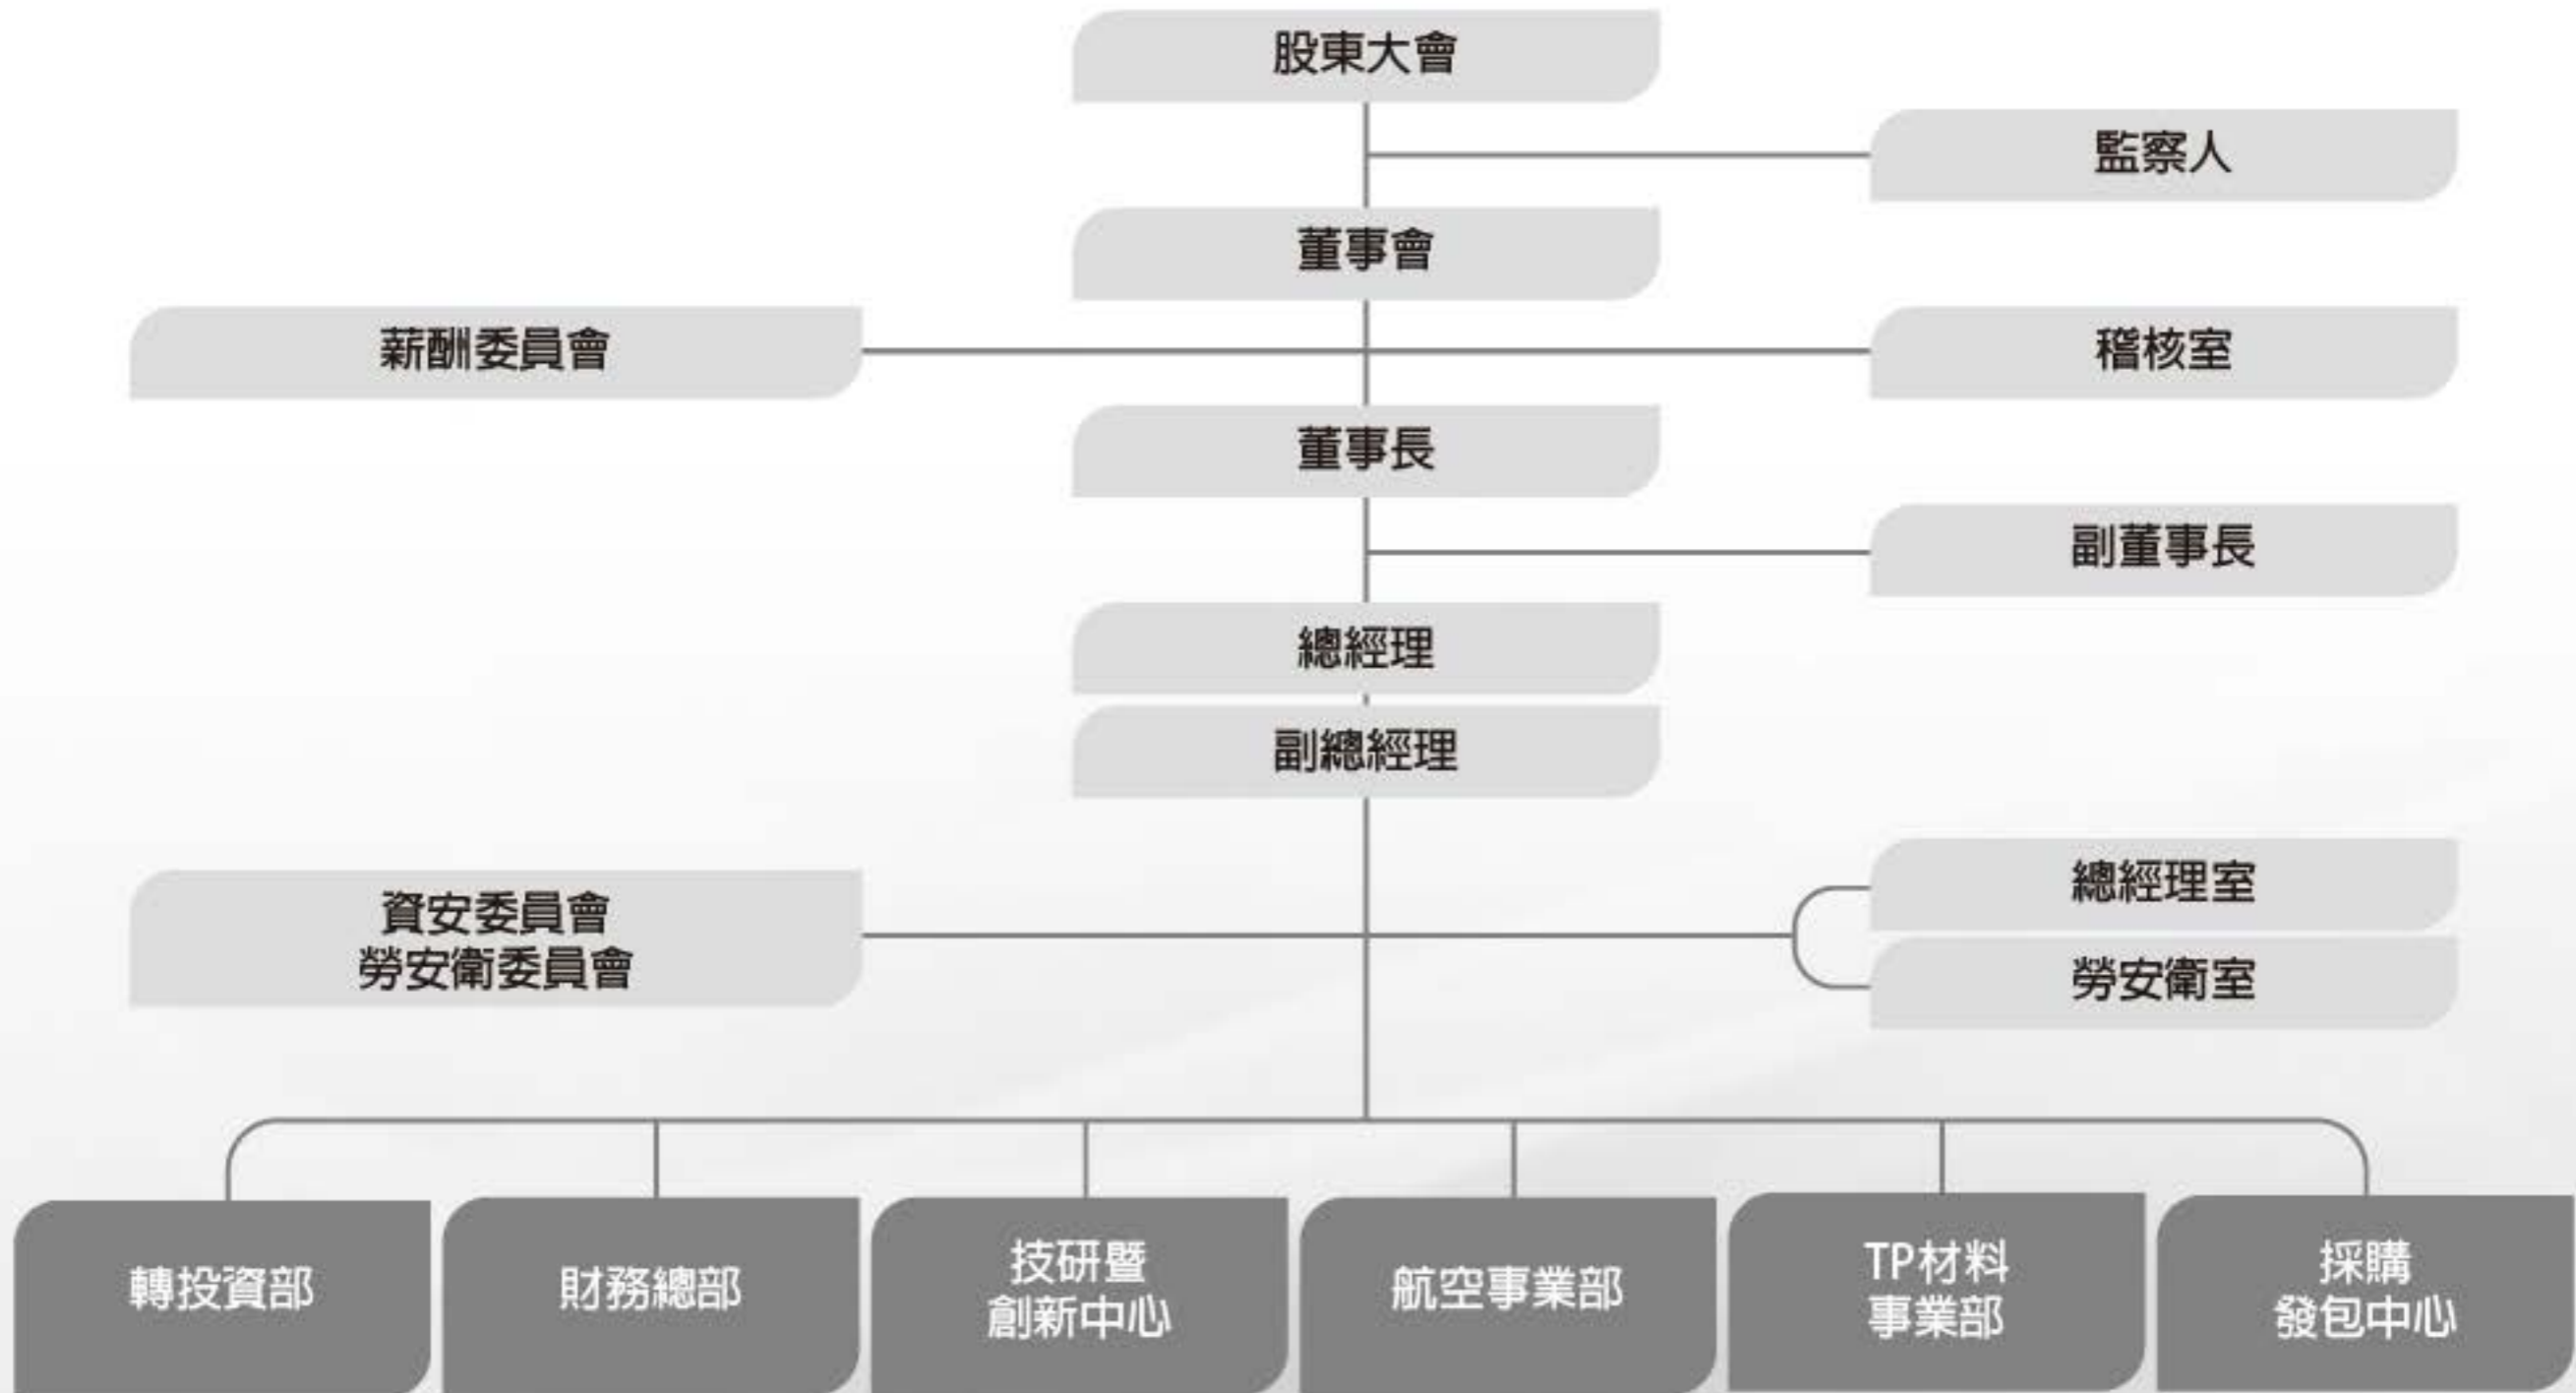 股東大會
監察人
董事會
薪酬委員會
稽核室
董事長
副董事長
總經理
副總經理
資安委員會
勞安衛委員會
總經理室
勞安衛室
轉投資部
財務總部
技研暨
創新中心
航空事業部
TP材料
事業部
採購
發包中心